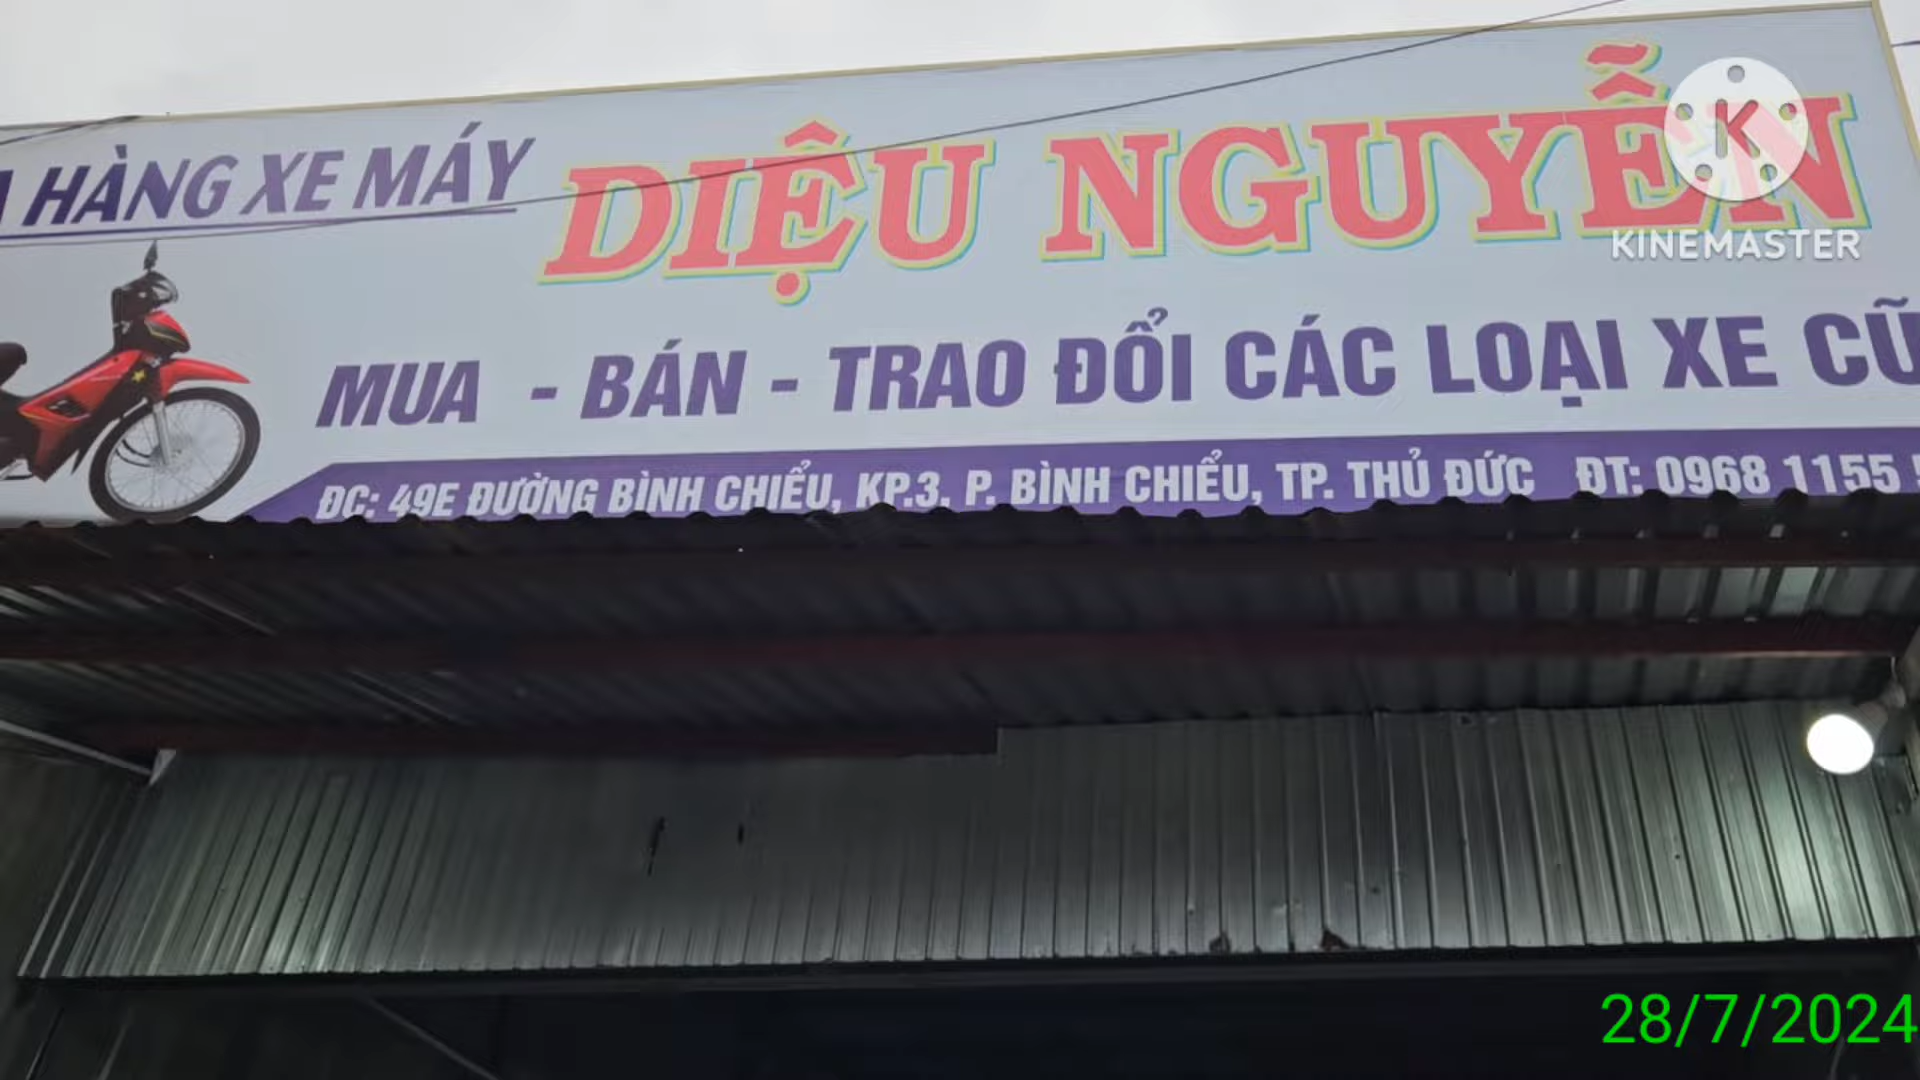 HÀNG XE MÁY DIỆU NGUYỄN
MUA - BÁN - TRAO ĐỔI CÁC LOẠI XE CŨ
ĐC: 49E ĐƯỜNG BÌNH CHIỂU, KP.3, P. BÌNH CHIỂU, TP. THỦ ĐỨC ĐT: 0968 1155
KINEMASTER
28/7/2024